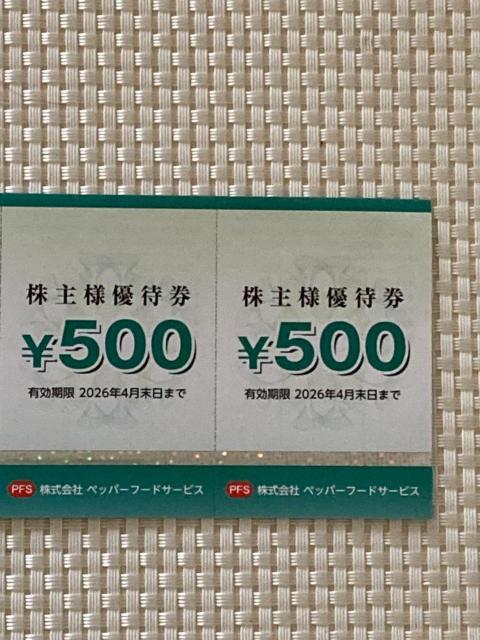 株主様優待券
¥500
有効期限 2026年4月末日まで
PFS 株式会社 ペッパーフードサービス
株主様優待券
¥500
有効期限 2026年4月末日まで
PFS 株式会社 ペッパーフードサービス